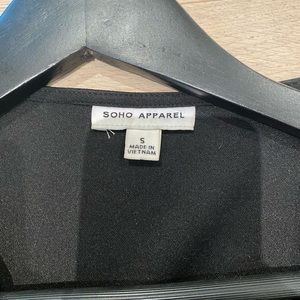 SOHO APPAREL
S
MADE IN
VIETNAM